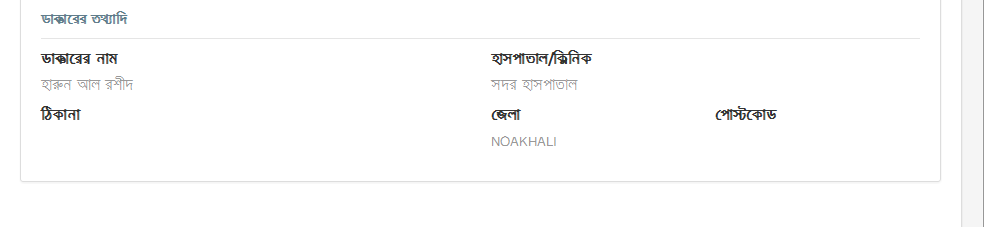 ডাক্তারের তথ্যাদি
ডাক্তারের নাম হাসপাতাল/ক্লিনিক
হারুন আল রশীদ সদর হাসপাতাল
ঠিকানা জেলা পোস্টকোড
NOAKHALI